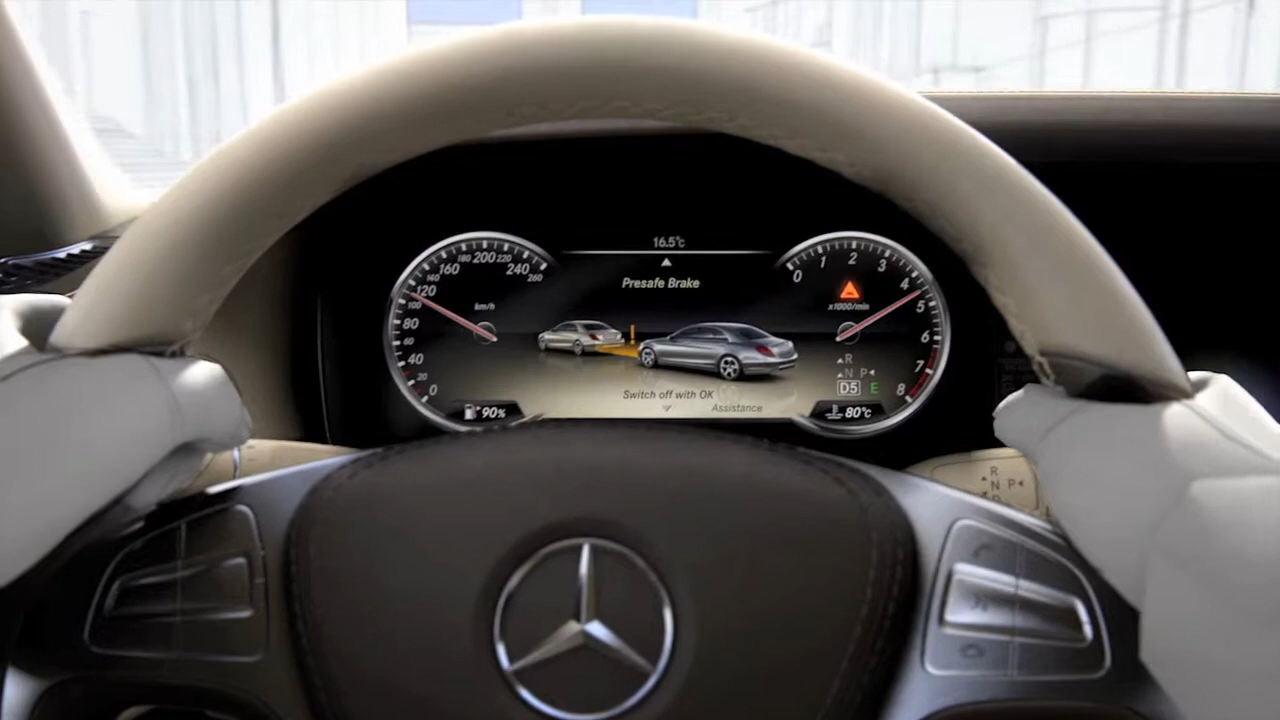 16.5°c
Presafe Brake
km/h
0
20
40
60
80
100
120
140
160
180
200
220
240
260
0
1
2
3
4
5
6
7
8
x1000/min
R
N P
D5 E
Switch off with OK
Assistance
90%
80°c
R
N P
D